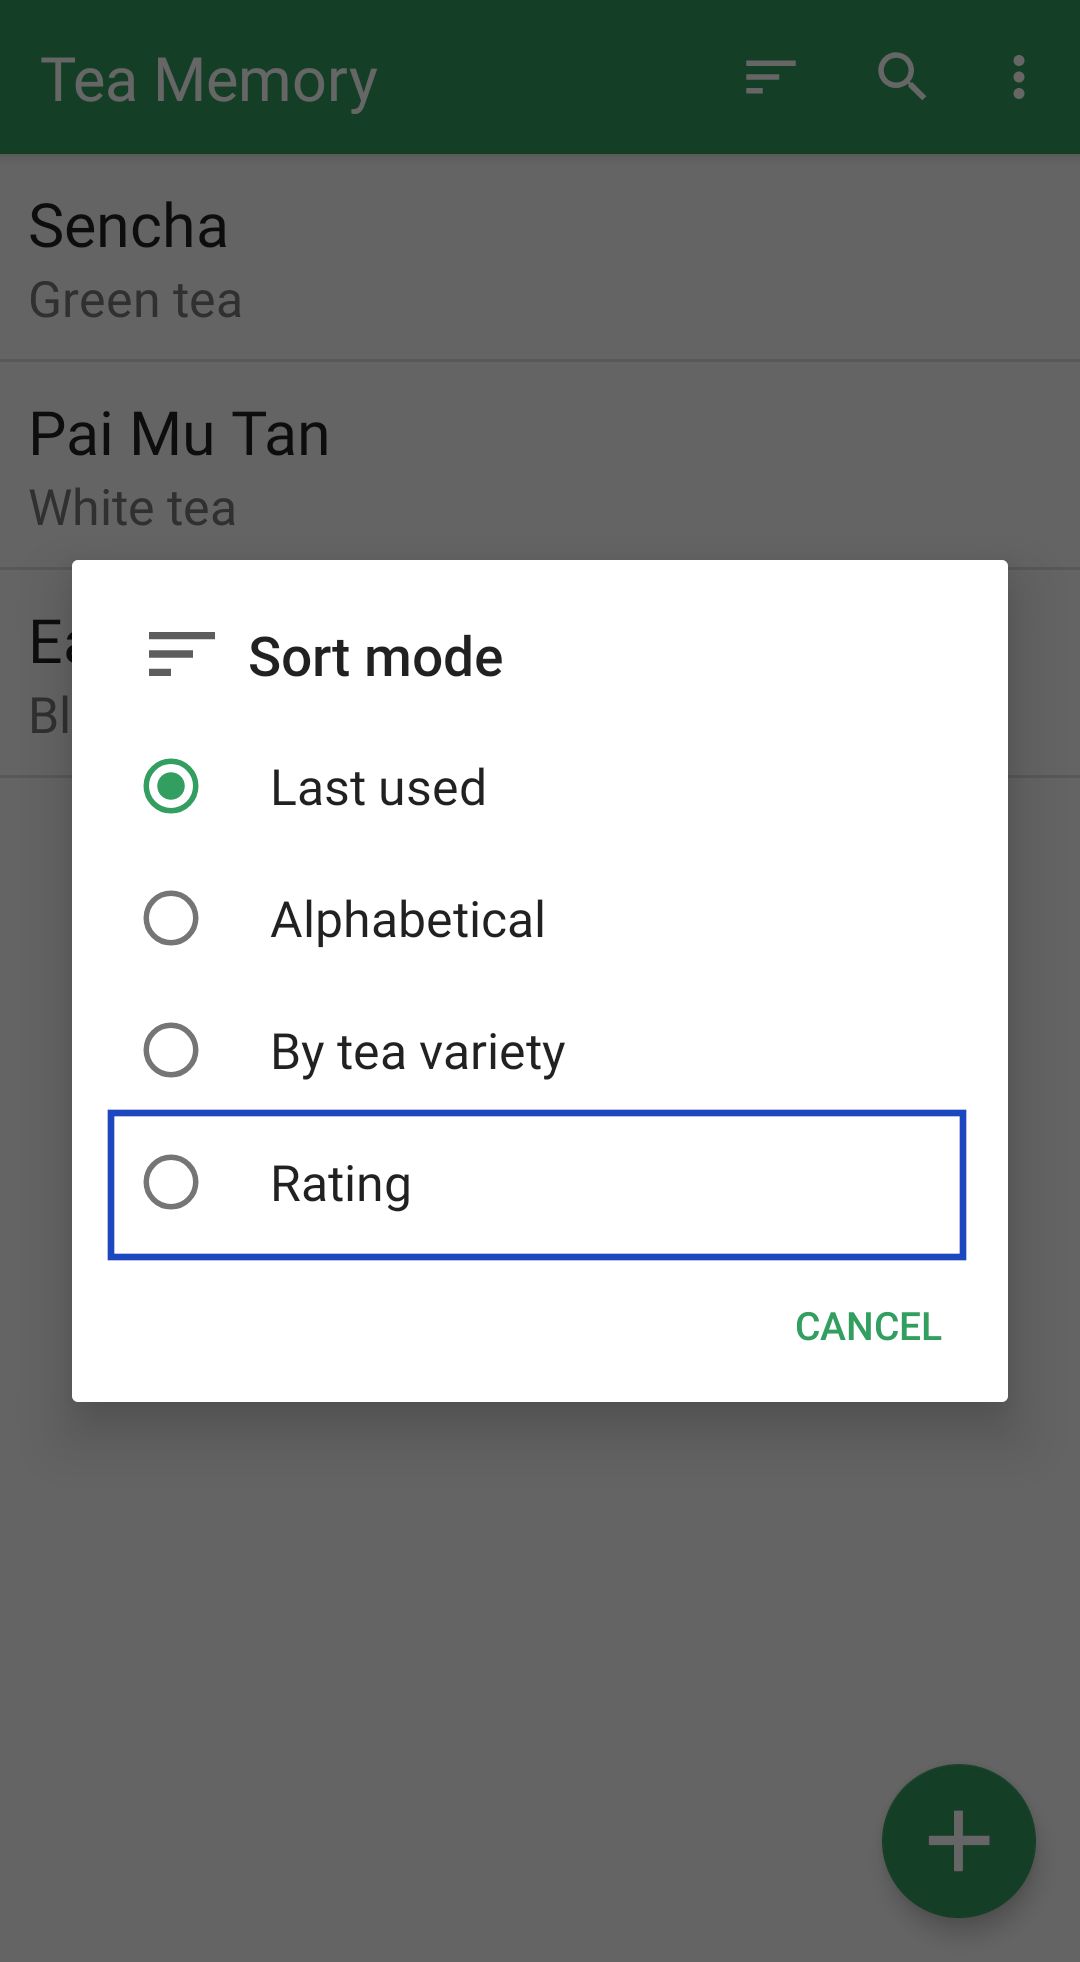 Tea Memory
Sencha
Green tea
Pai Mu Tan
White tea
Sort mode
Last used
Alphabetical
By tea variety
Rating
CANCEL